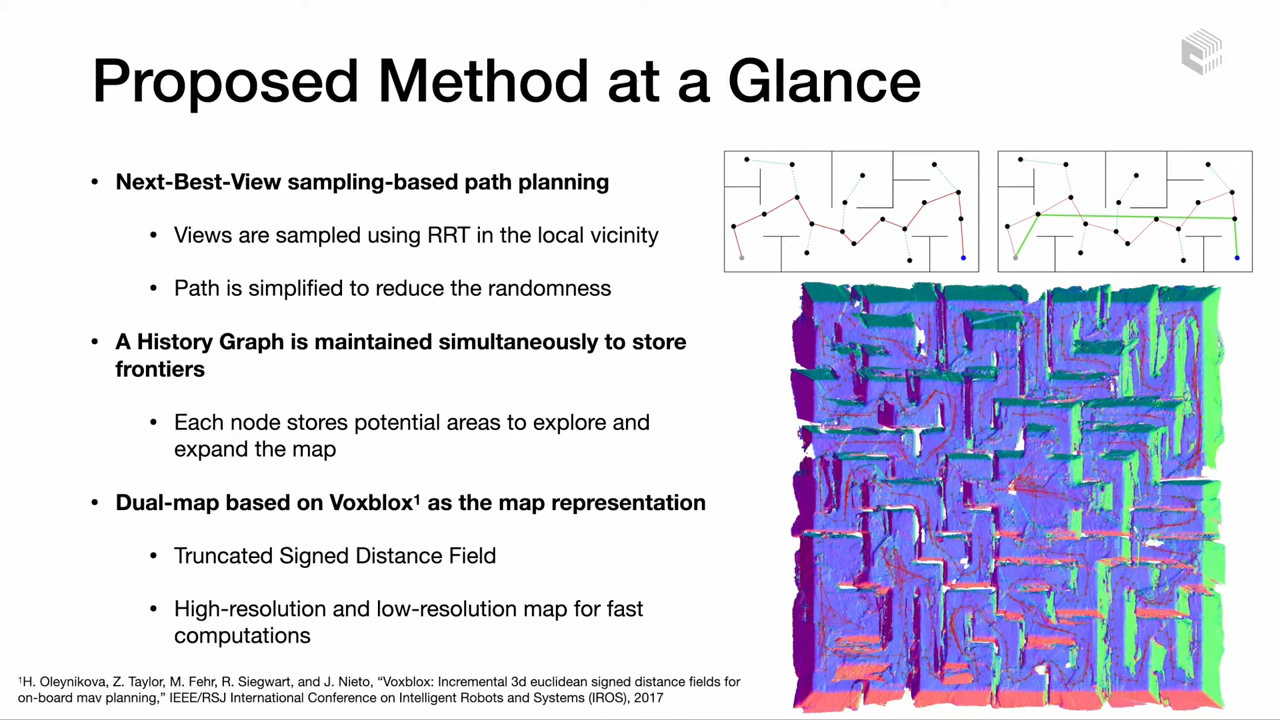 Proposed Method at a Glance
• Next-Best-View sampling-based path planning
• Views are sampled using RRT in the local vicinity
• Path is simplified to reduce the randomness
• A History Graph is maintained simultaneously to store
frontiers
• Each node stores potential areas to explore and
expand the map
• Dual-map based on Voxblox¹ as the map representation
• Truncated Signed Distance Field
• High-resolution and low-resolution map for fast
computations
¹H. Oleynikova, Z. Taylor, M. Fehr, R. Siegwart, and J. Nieto, “Voxblox: Incremental 3d euclidean signed distance fields for
on-board mav planning,” IEEE/RSJ International Conference on Intelligent Robots and Systems (IROS), 2017